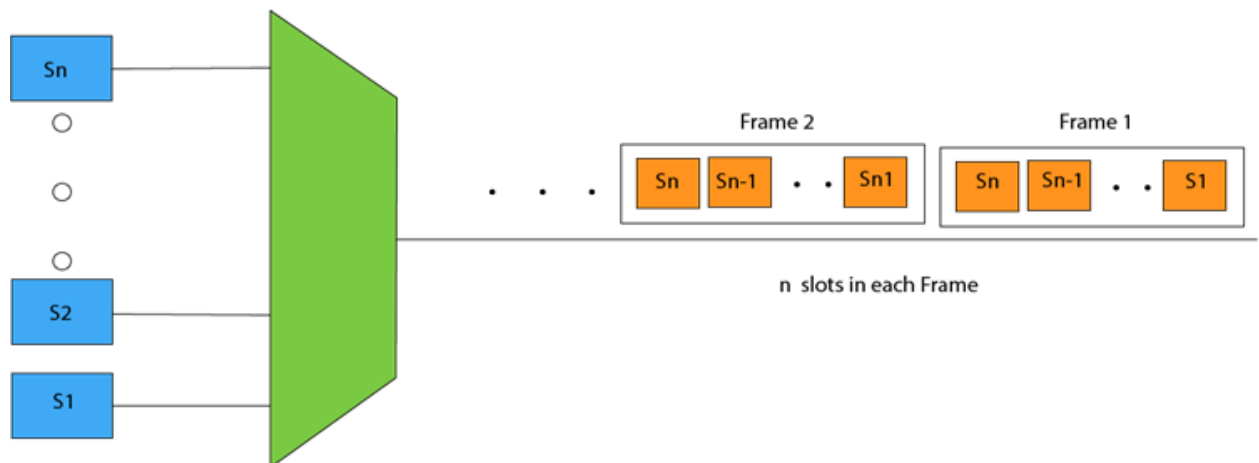 Sn
S2
S1
Frame 2
Sn Sn-1 Sn1
Frame 1
Sn Sn-1 S1
n slots in each Frame